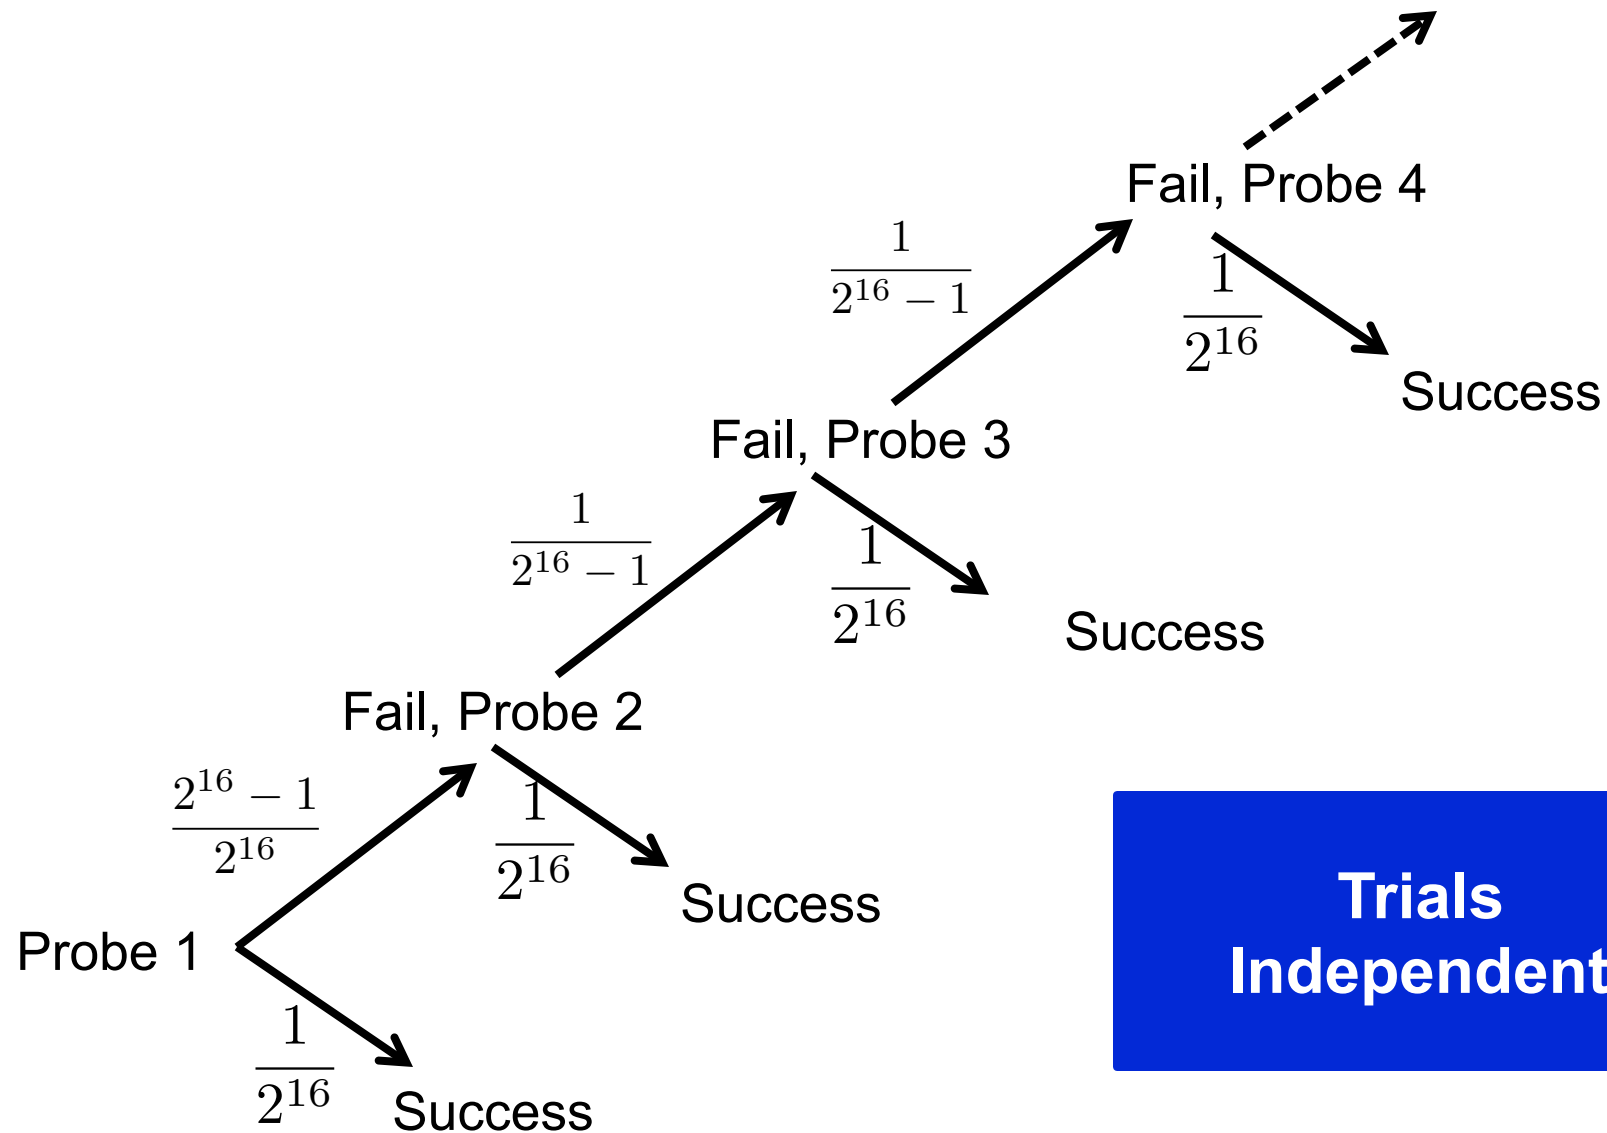 Fail, Probe 4
1
2^16 − 1
1
2^16
Success
Fail, Probe 3
1
2^16 − 1
1
2^16
Success
Fail, Probe 2
2^16 − 1
2^16
1
2^16
Success
Trials
Independent
Probe 1
1
2^16
Success